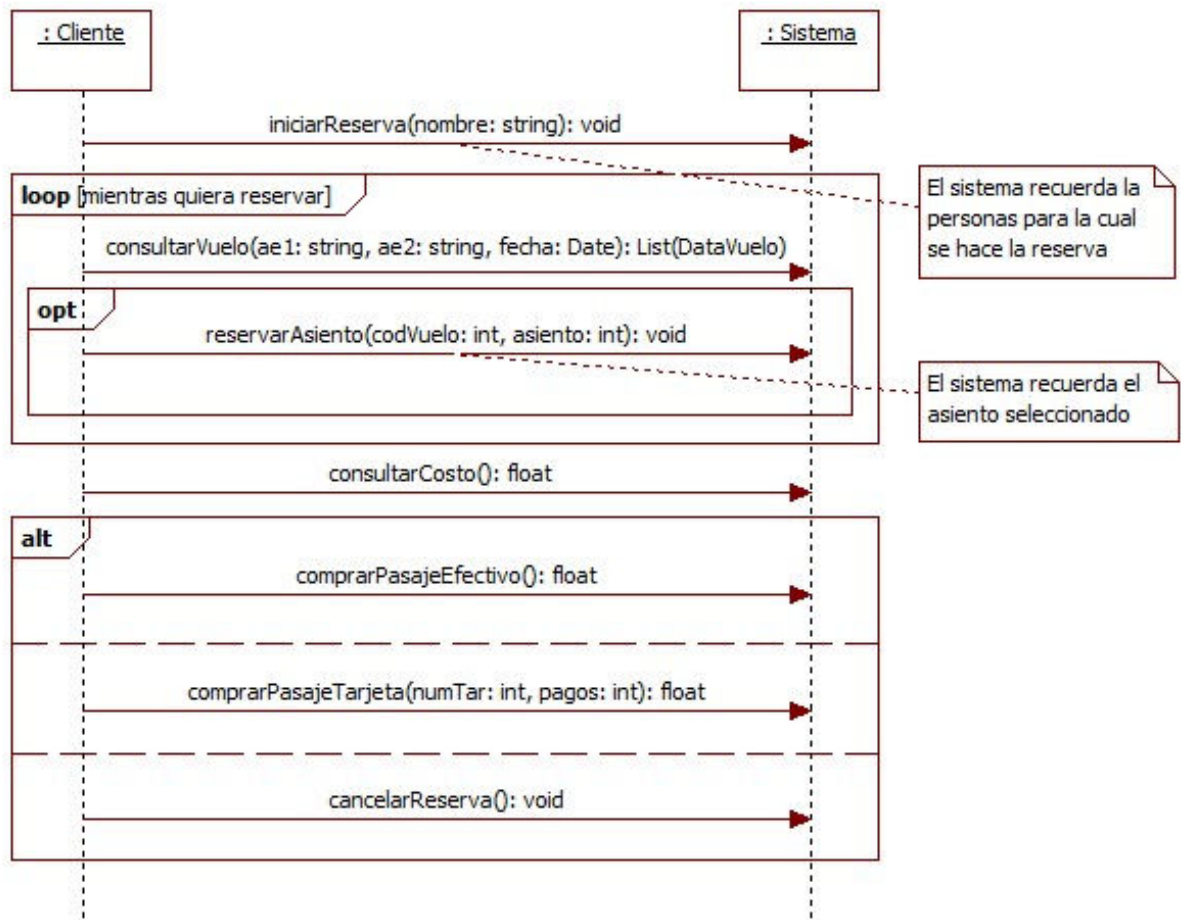 : Cliente
: Sistema
iniciarReserva(nombre: string): void
El sistema recuerda la
personas para la cual
se hace la reserva
loop [mientras quiera reservar]
consultarVuelo(ae1: string, ae2: string, fecha: Date): List(DataVuelo)
opt
reservarAsiento(codVuelo: int, asiento: int): void
El sistema recuerda el
asiento seleccionado
consultarCosto(): float
alt
comprarPasajeEfectivo(): float
comprarPasajeTarjeta(numTar: int, pagos: int): float
cancelarReserva(): void